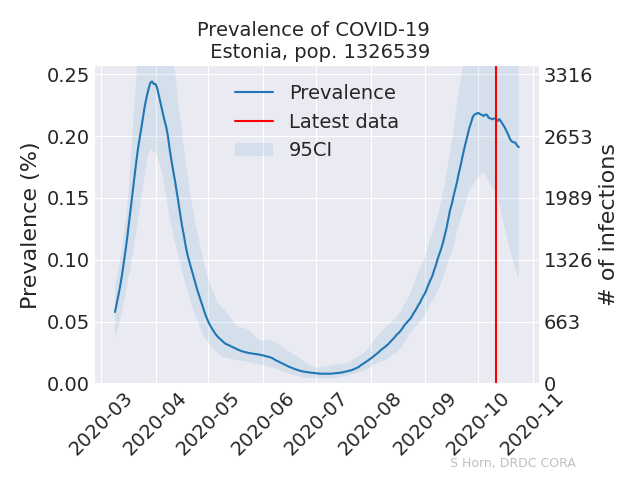 Prevalence of COVID-19
Estonia, pop. 1326539
Prevalence
Latest data
95CI
Prevalence (%)
0.25
0.20
0.15
0.10
0.05
0.00
3316
2653
1989
1326
663
0
# of infections
2020-03
2020-04
2020-05
2020-06
2020-07
2020-08
2020-09
2020-10
2020-11
S Horn, DRDC CORA